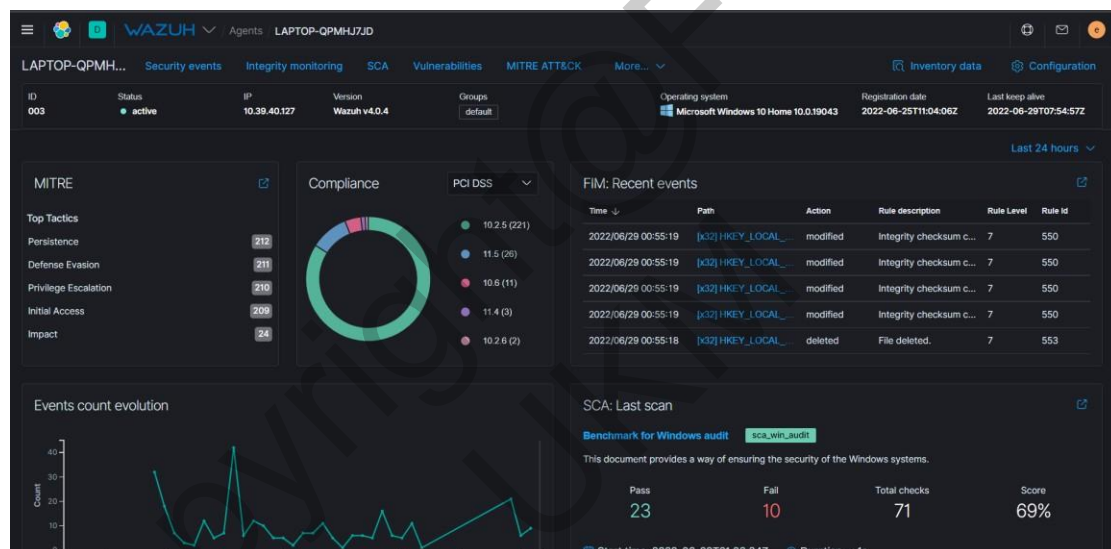 D WAZUH Agents LAPTOP-QPMHJ7JD e
LAPTOP-QPMH... Security events Integrity monitoring SCA Vulnerabilities MITRE ATT&CK More... Inventory data Configuration
ID Status IP Version Groups Operating system Registration date Last keep alive
003 active 10.39.40.127 Wazuh v4.0.4 default Microsoft Windows 10 Home 10.0.19043 2022-06-25T11:04:06Z 2022-06-29T07:54:57Z
Last 24 hours
MITRE
Top Tactics
Persistence 212
Defense Evasion 211
Privilege Escalation 210
Initial Access 209
Impact 24
Compliance PCI DSS
10.2.5 (221)
11.5 (26)
10.6 (11)
11.4 (3)
10.2.6 (2)
FIM: Recent events
Time Path Action Rule description Rule Level Rule Id
2022/06/29 00:55:19 [x32] HKEY_LOCAL_... modified Integrity checksum c... 7 550
2022/06/29 00:55:19 [x32] HKEY_LOCAL_... modified Integrity checksum c... 7 550
2022/06/29 00:55:19 [x32] HKEY_LOCAL_... modified Integrity checksum c... 7 550
2022/06/29 00:55:19 [x32] HKEY_LOCAL_... modified Integrity checksum c... 7 550
2022/06/29 00:55:18 [x32] HKEY_LOCAL_... deleted File deleted. 7 553
Events count evolution
Count
40
30
20
10
SCA: Last scan
Benchmark for Windows audit sca_win_audit
This document provides a way of ensuring the security of the Windows systems.
Pass Fail Total checks Score
23 10 71 69%
pyright@
UKM